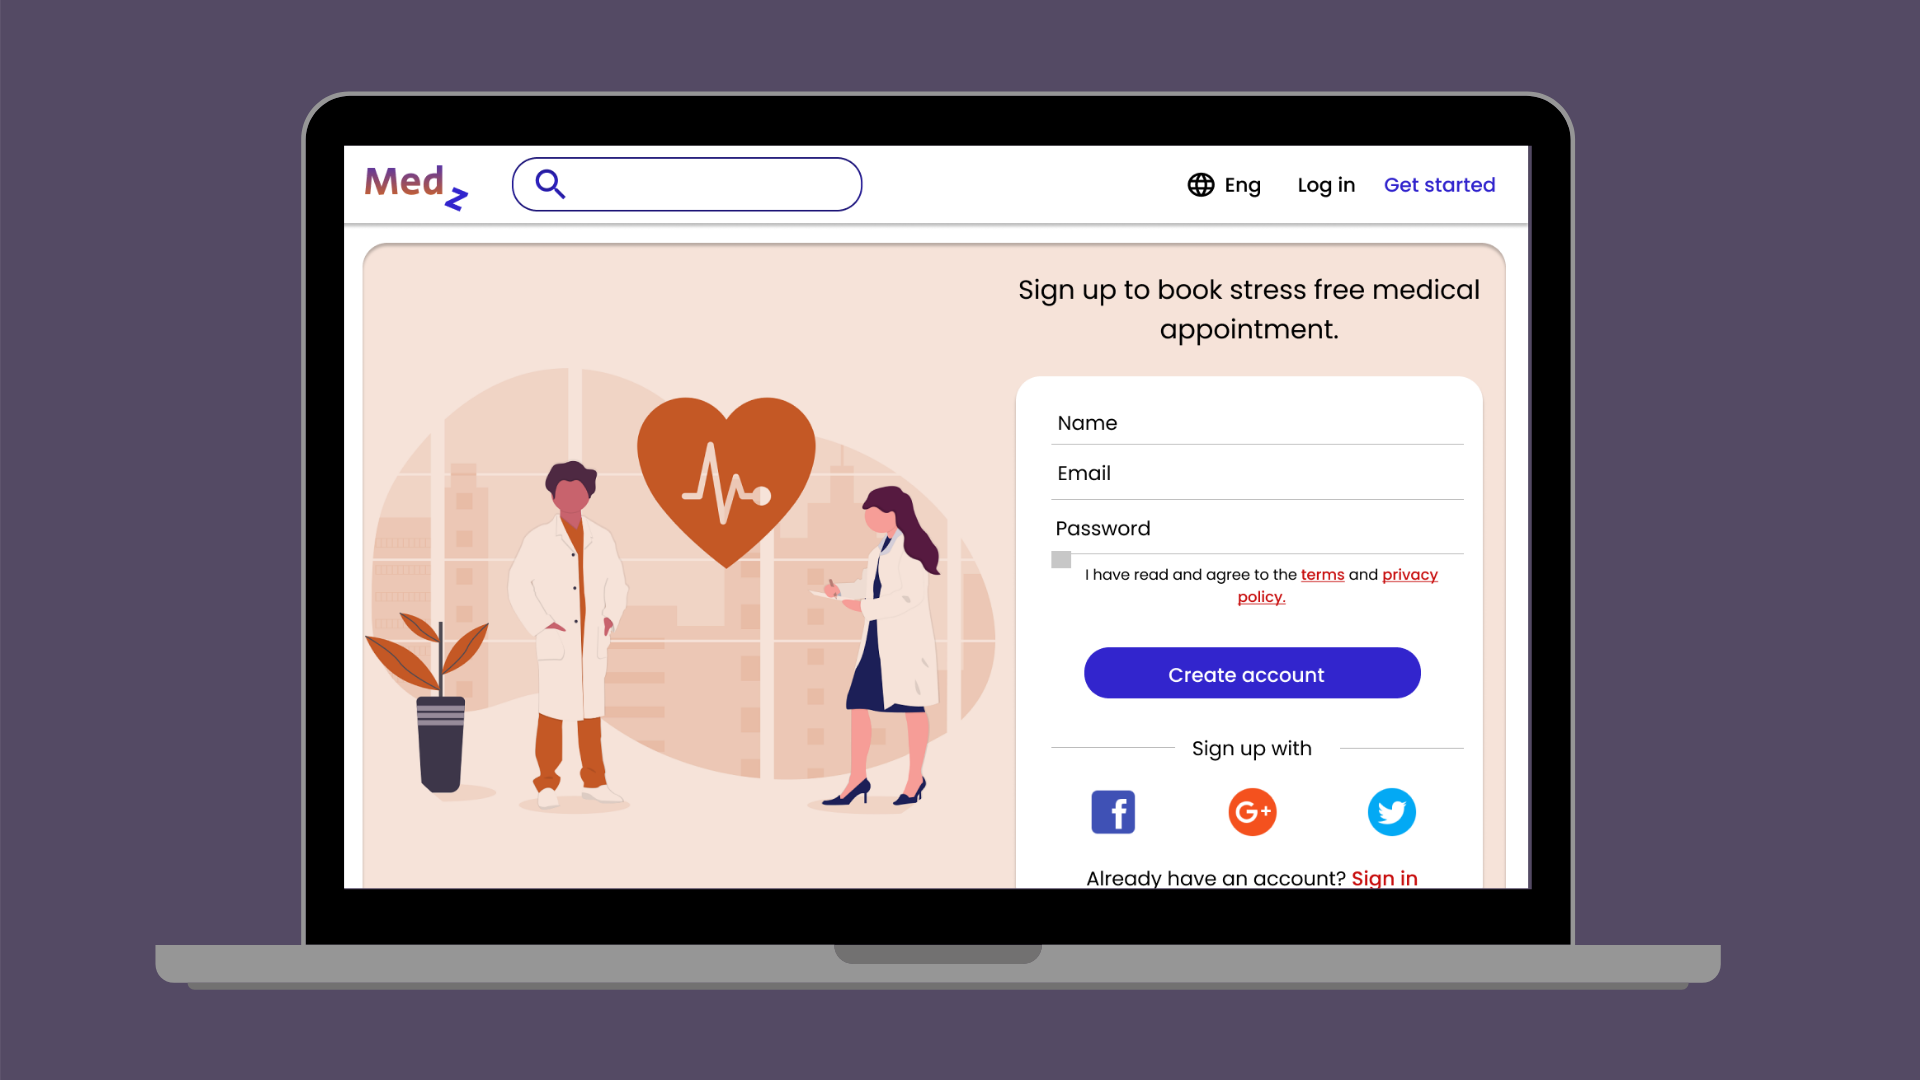 Medz
Eng
Log in
Get started
Sign up to book stress free medical
appointment.
Name
Email
Password
I have read and agree to the terms and privacy
policy.
Create account
Sign up with
f
G+
Already have an account? Sign in